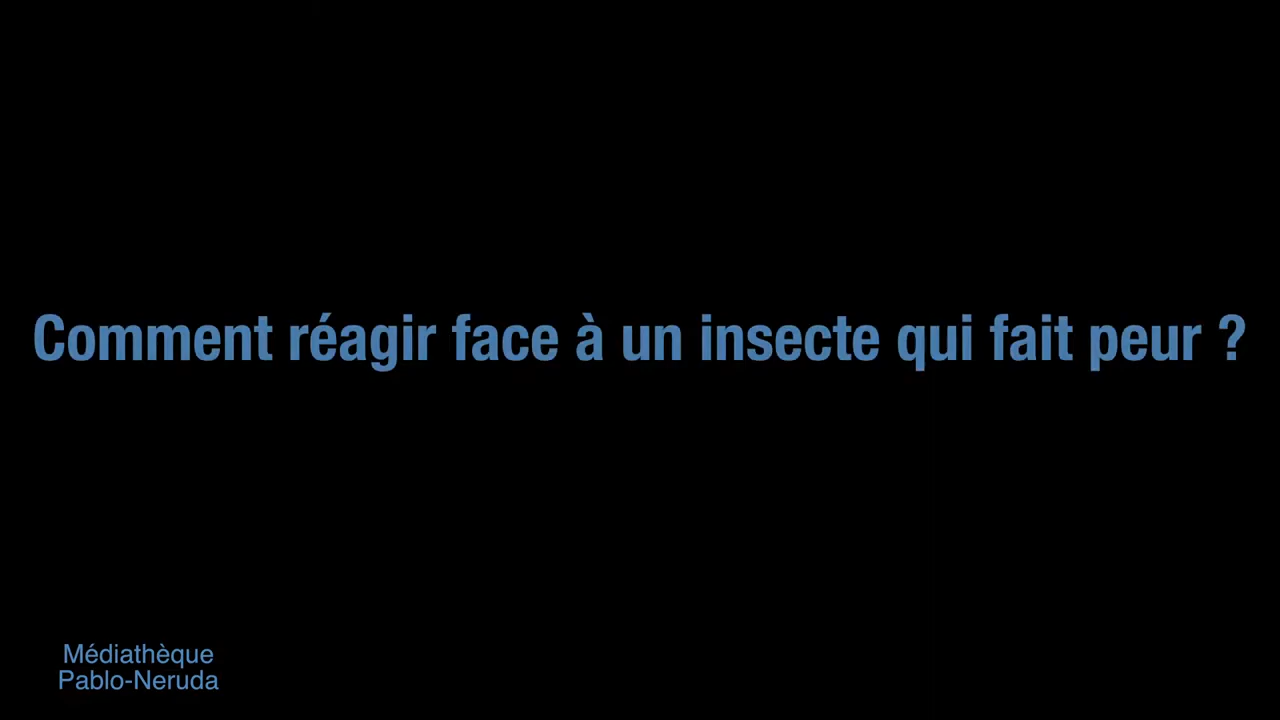 Comment réagir face à un insecte qui fait peur ?
Médiathèque
Pablo-Neruda